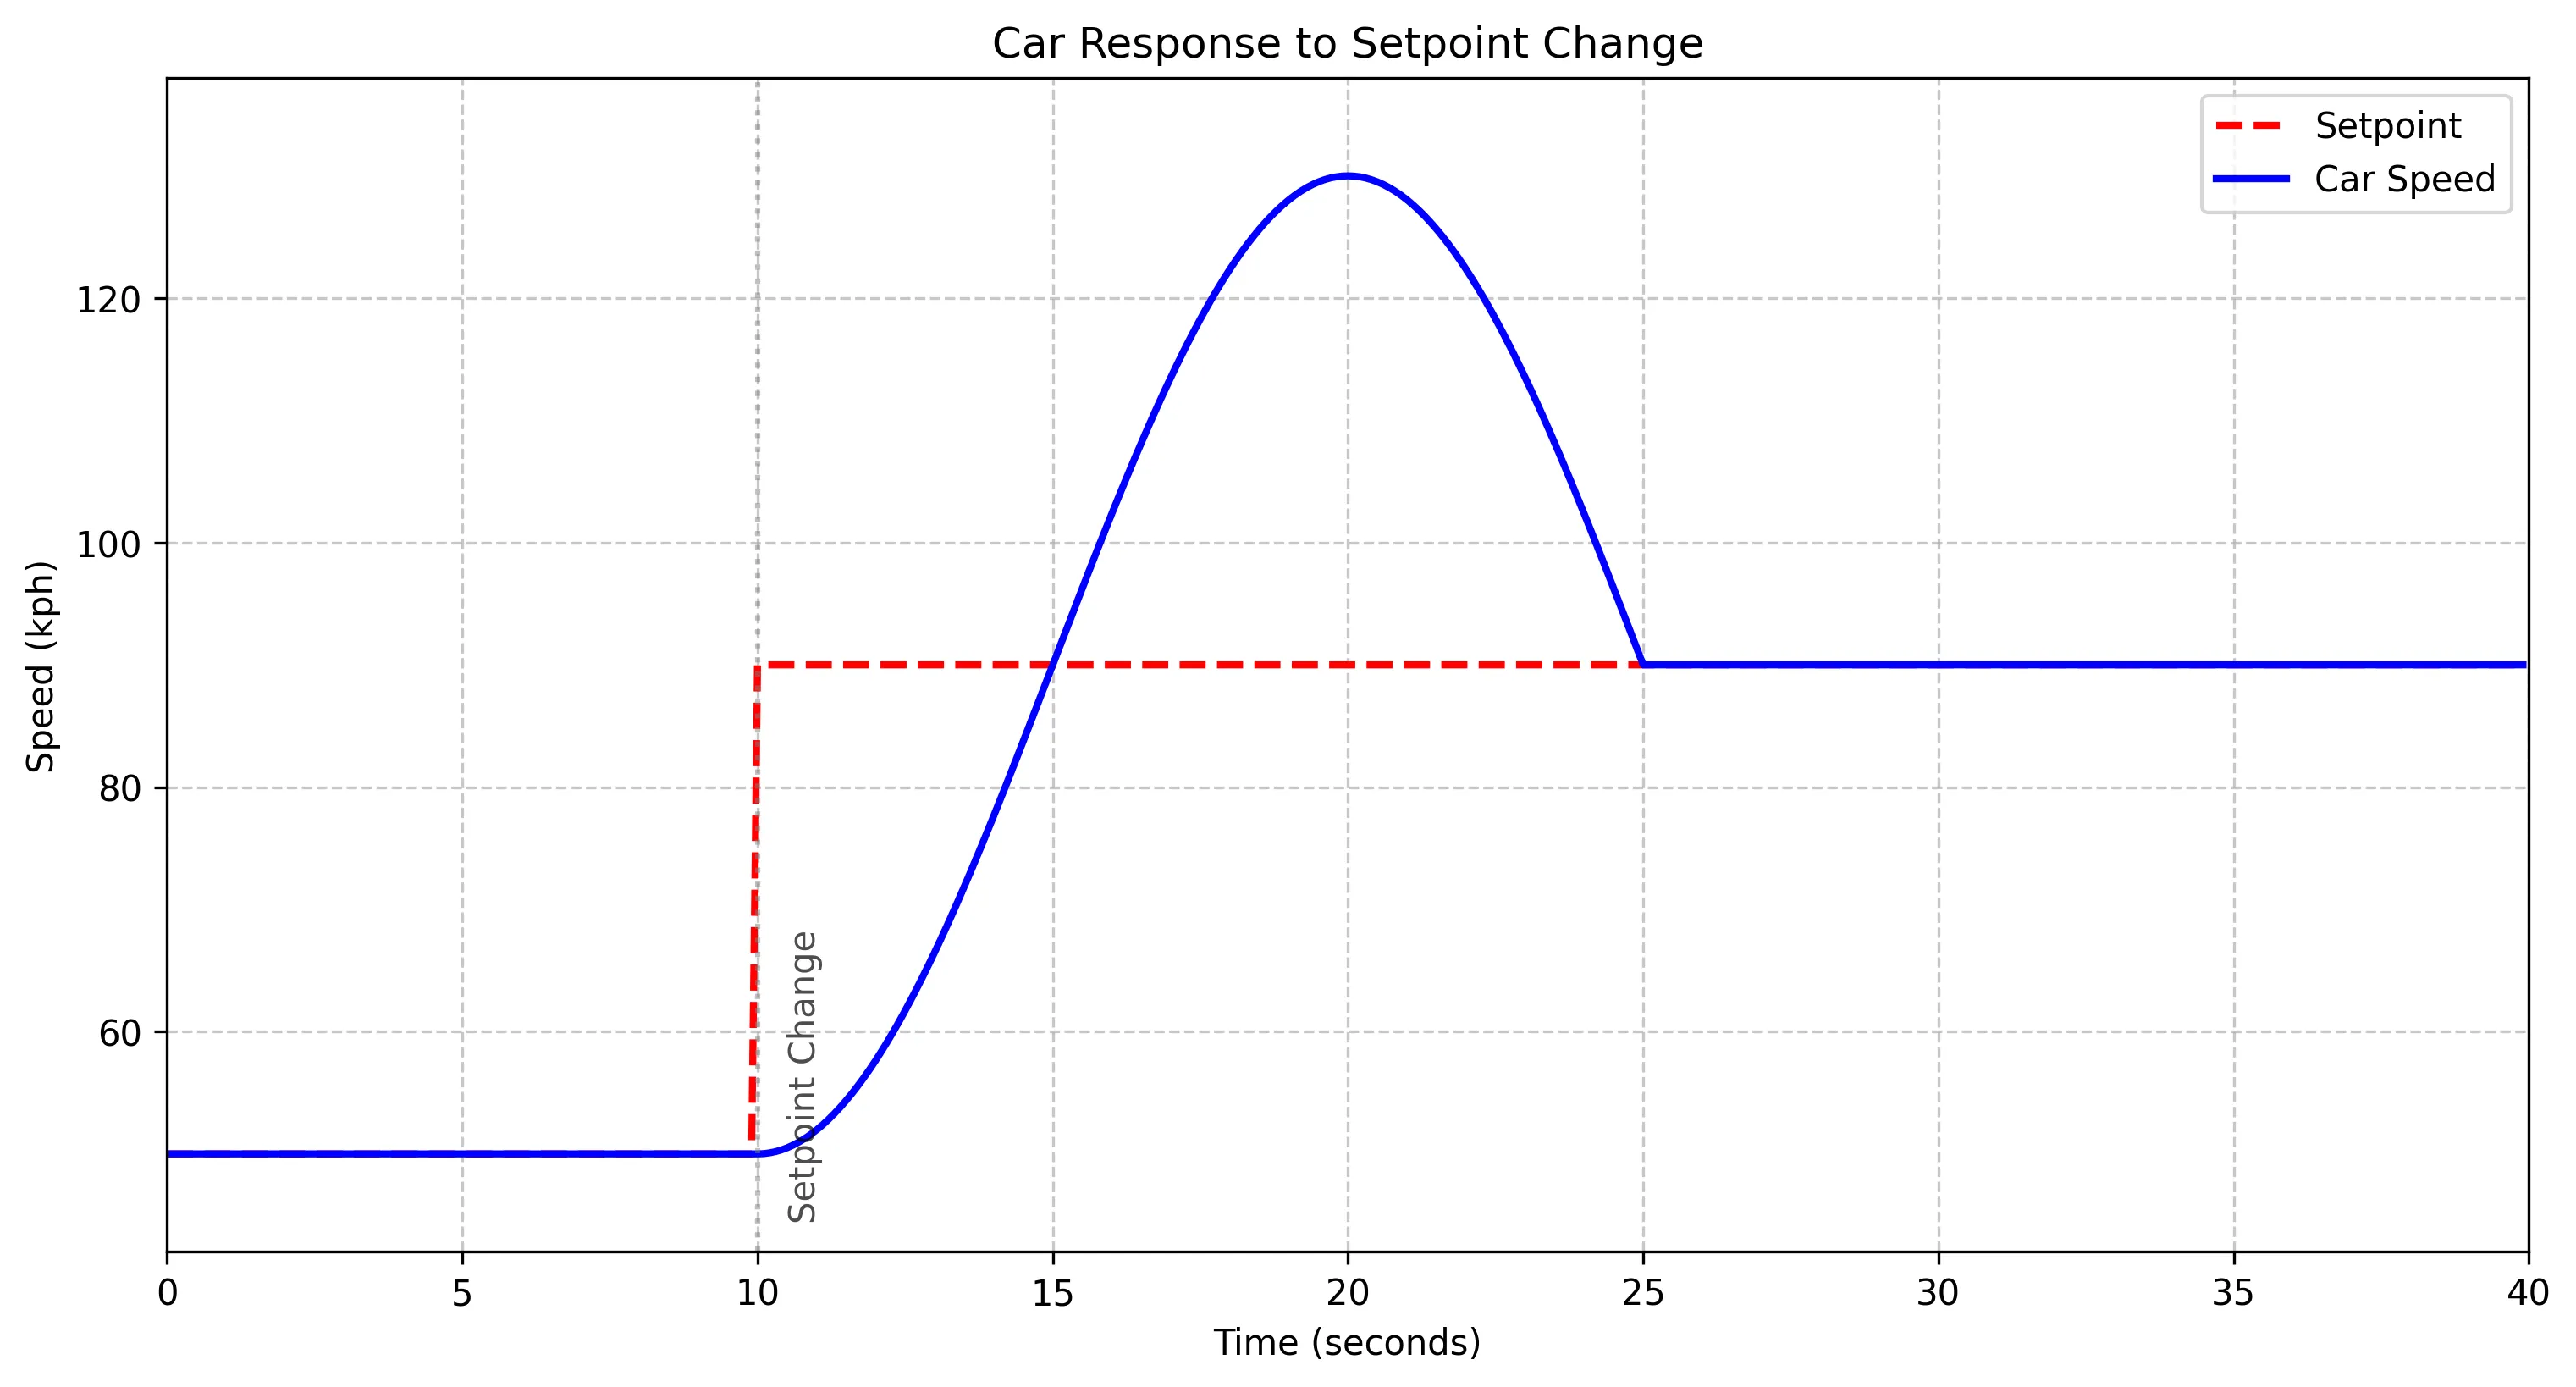 Car Response to Setpoint Change
Setpoint
Car Speed
120
100
80
60
Speed (kph)
Setpoint Change
0 5 10 15 20 25 30 35 40
Time (seconds)